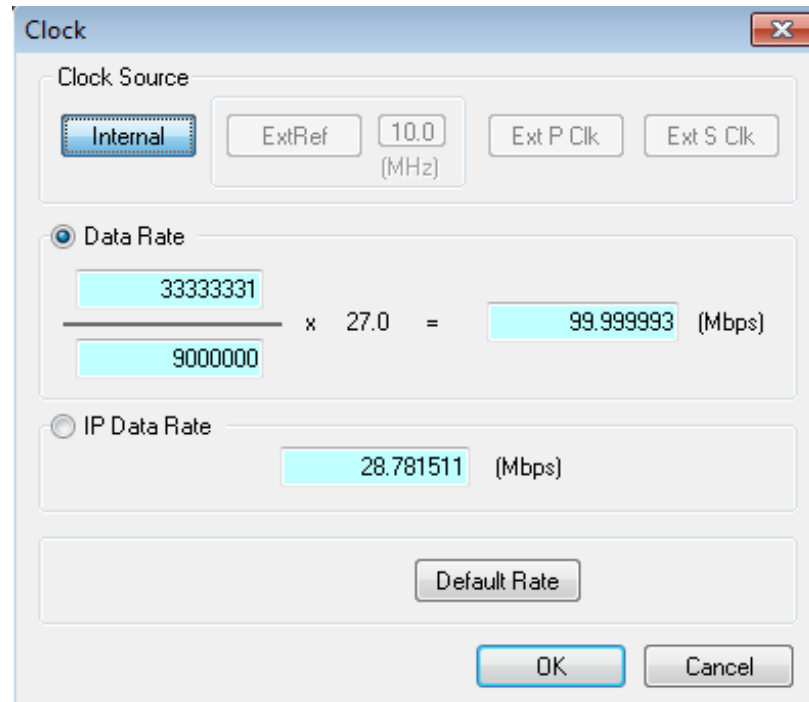 Clock
Clock Source
Internal
ExtRef
10.0
(MHz)
Ext P Clk
Ext S Clk
Data Rate
33333331
9000000
x 27.0 =
99.999993 (Mbps)
IP Data Rate
28.781511 (Mbps)
Default Rate
OK Cancel